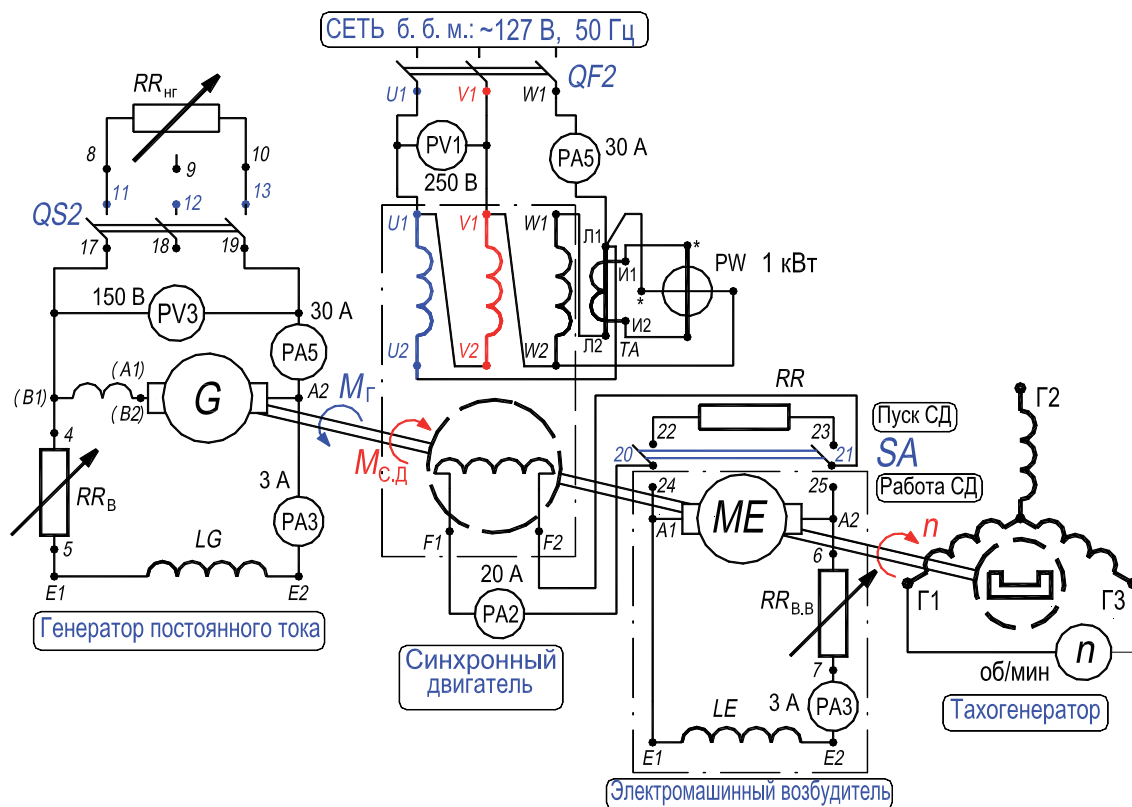 СЕТЬ б. б. м.: ~127 В, 50 Гц
QF2
U1 V1 W1
PV1
250 В
PA5 30 А
RRнг
8 9 10
11 12 13
QS2
17 18 19
150 В
PV3
30 А
PA5
(В1) (А1)
(В2)
G
A2
Mг
Mс.д
4
RRв
5
3 А
PA3
LG
E1 E2
Генератор постоянного тока
U1 V1 W1
U2 V2 W2
Л1
И1
И2
Л2 TA
*
*
PW 1 кВт
F1 F2
20 А
PA2
Синхронный
двигатель
RR
22 23
20 21
Пуск СД
SA
Работа СД
24 25
A1 A2
ME
6
RRв.в
7
3 А
PA3
LE
E1 E2
Электромашинный возбудитель
n
Г2
Г1 Г3
n
об/мин
Тахогенератор